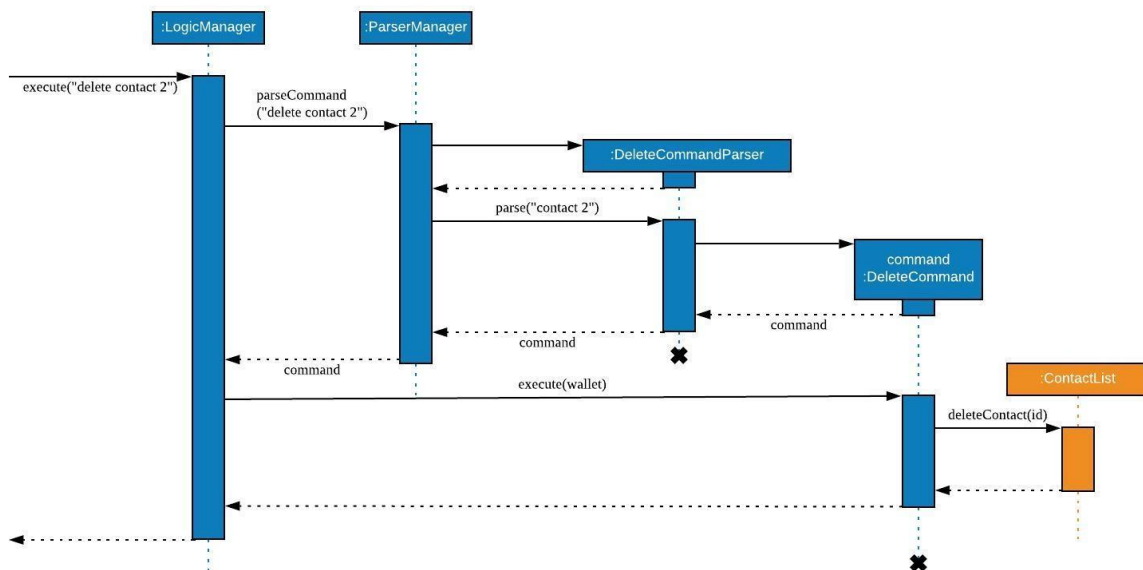 :LogicManager
:ParserManager
execute("delete contact 2")
parseCommand
("delete contact 2")
:DeleteCommandParser
parse("contact 2")
command
:DeleteCommand
command
command
command
execute(wallet)
:ContactList
deleteContact(id)